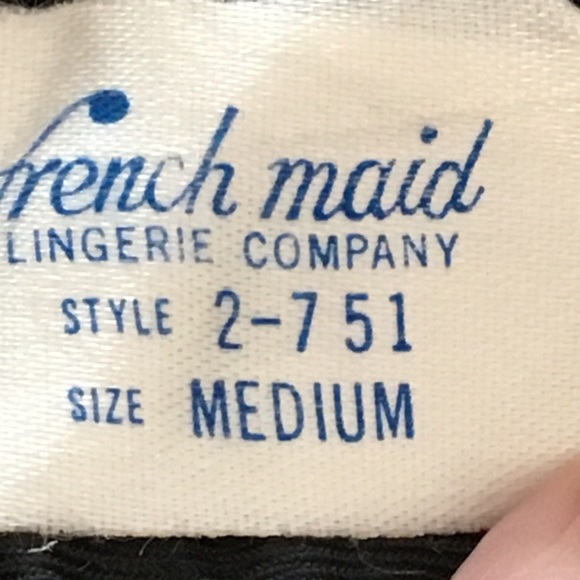 french maid
LINGERIE COMPANY
STYLE 2-751
SIZE MEDIUM